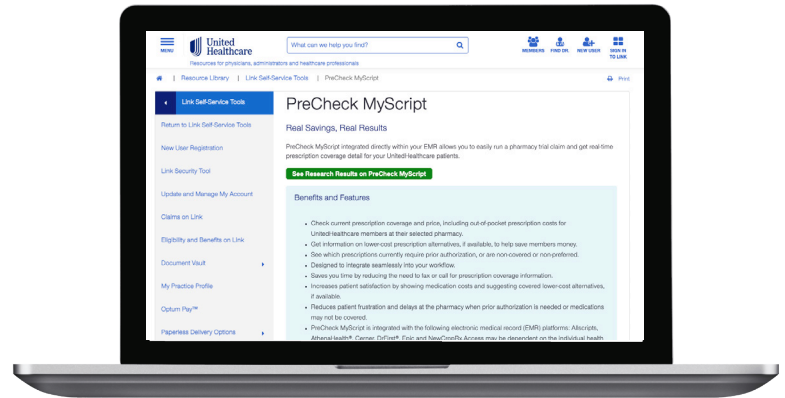 MENU
United
Healthcare
What can we help you find?
MEMBERS
FIND DR.
NEW USER
SIGN IN
TO LINK
Resources for physicians, administrators and healthcare professionals
| Resource Library | Link Self-Service Tools | PreCheck MyScript
Print
Link Self-Service Tools
Return to Link Self-Service Tools
New User Registration
Link Security Tool
Update and Manage My Account
Claims on Link
Eligibility and Benefits on Link
Document Vault
My Practice Profile
Optum Pay℠
Paperless Delivery Options
PreCheck MyScript
Real Savings, Real Results
PreCheck MyScript integrated directly within your EMR allows you to easily run a pharmacy trial claim and get real-time
prescription coverage detail for your UnitedHealthcare patients.
See Research Results on PreCheck MyScript
Benefits and Features
• Check current prescription coverage and price, including out-of-pocket prescription costs for
UnitedHealthcare members at their selected pharmacy.
• Get information on lower-cost prescription alternatives, if available, to help save members money.
• See which prescriptions currently require prior authorization, or are non-covered or non-preferred.
• Designed to integrate seamlessly into your workflow.
• Saves you time by reducing the need to fax or call for prescription coverage information.
• Increases patient satisfaction by showing medication costs and suggesting covered lower-cost alternatives,
if available.
• Reduces patient frustration and delays at the pharmacy when prior authorization is needed or medications
may not be covered.
• PreCheck MyScript is integrated with the following electronic medical record (EMR) platforms: Allscripts,
AthenaHealth®, Cerner, DrFirst®, Epic and NewCropRx Access may be dependent on the individual health